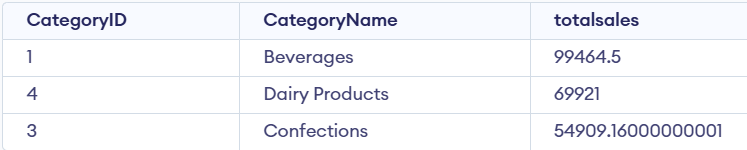 CategoryID CategoryName totalsales
1 Beverages 99464.5
4 Dairy Products 69921
3 Confections 54909.16000000001